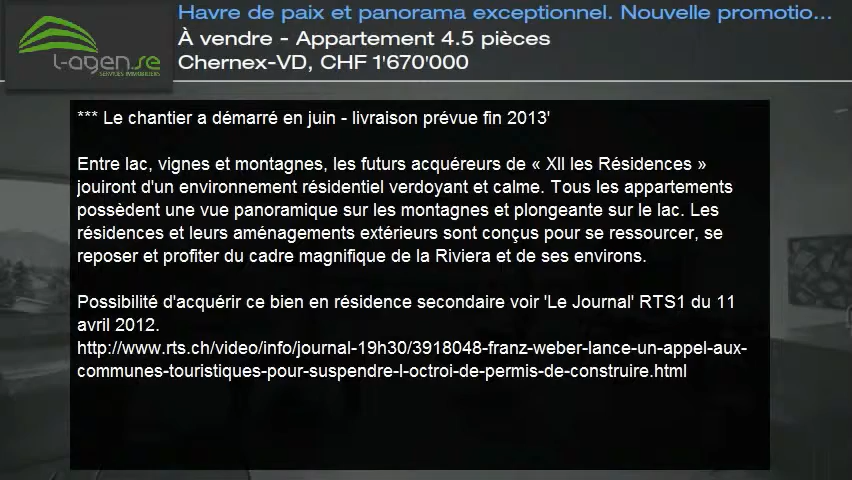 Havre de paix et panorama exceptionnel. Nouvelle promotio...
À vendre - Appartement 4.5 pièces
Chernex-VD, CHF 1'670'000
l-agen.se
SERVICES IMMOBILIERS
*** Le chantier a démarré en juin - livraison prévue fin 2013'
Entre lac, vignes et montagnes, les futurs acquéreurs de « XII les Résidences »
jouiront d'un environnement résidentiel verdoyant et calme. Tous les appartements
possèdent une vue panoramique sur les montagnes et plongeante sur le lac. Les
résidences et leurs aménagements extérieurs sont conçus pour se ressourcer, se
reposer et profiter du cadre magnifique de la Riviera et de ses environs.
Possibilité d'acquérir ce bien en résidence secondaire voir 'Le Journal' RTS1 du 11
avril 2012.
http://www.rts.ch/video/info/journal-19h30/3918048-franz-weber-lance-un-appel-aux-
communes-touristiques-pour-suspendre-l-octroi-de-permis-de-construire.html